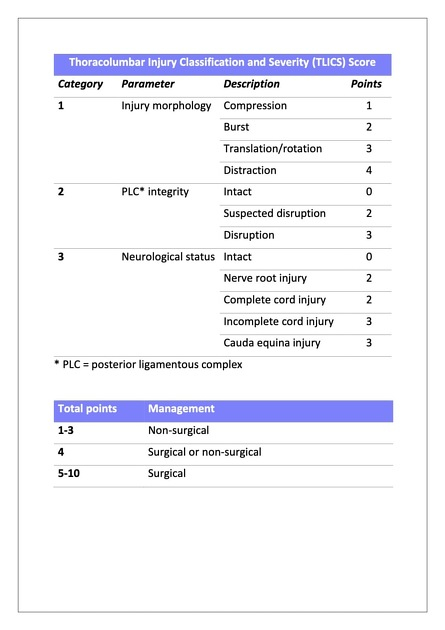 Thoracolumbar Injury Classification and Severity (TLICS) Score
Category Parameter Description Points
1 Injury morphology Compression 1
Burst 2
Translation/rotation 3
Distraction 4
2 PLC* integrity Intact 0
Suspected disruption 2
Disruption 3
3 Neurological status Intact 0
Nerve root injury 2
Complete cord injury 2
Incomplete cord injury 3
Cauda equina injury 3
* PLC = posterior ligamentous complex
Total points Management
1-3 Non-surgical
4 Surgical or non-surgical
5-10 Surgical